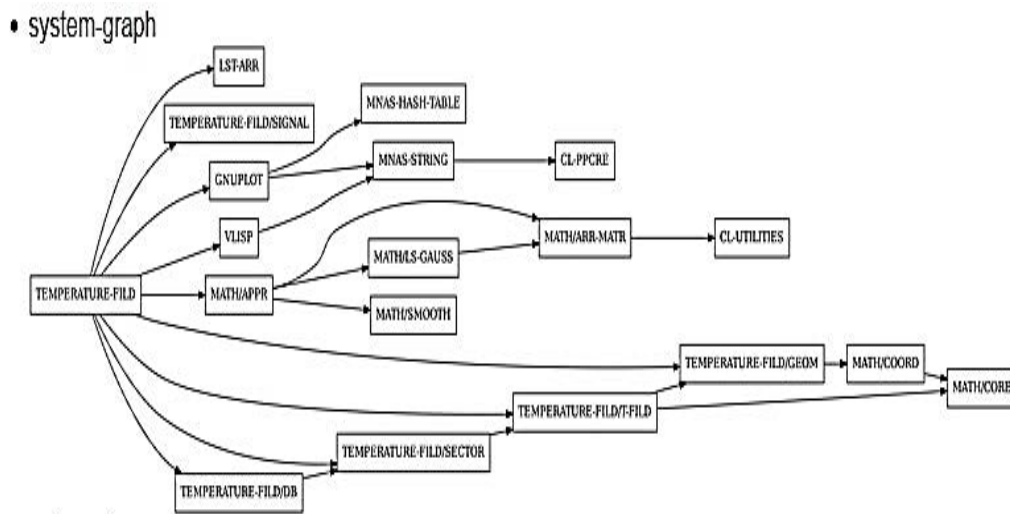 • system-graph
LST-ARR
MNAS-HASH-TABLE
TEMPERATURE-FILD/SIGNAL
MNAS-STRING
CL-PPCRE
GNUPLOT
VLISP
MATH/ARR-MATR
CL-UTILITIES
MATH/LS-GAUSS
TEMPERATURE-FILD
MATH/APPR
MATH/SMOOTH
TEMPERATURE-FILD/GEOM
MATH/COORD
MATH/CORE
TEMPERATURE-FILD/T-FILD
TEMPERATURE-FILD/SECTOR
TEMPERATURE-FILD/DB